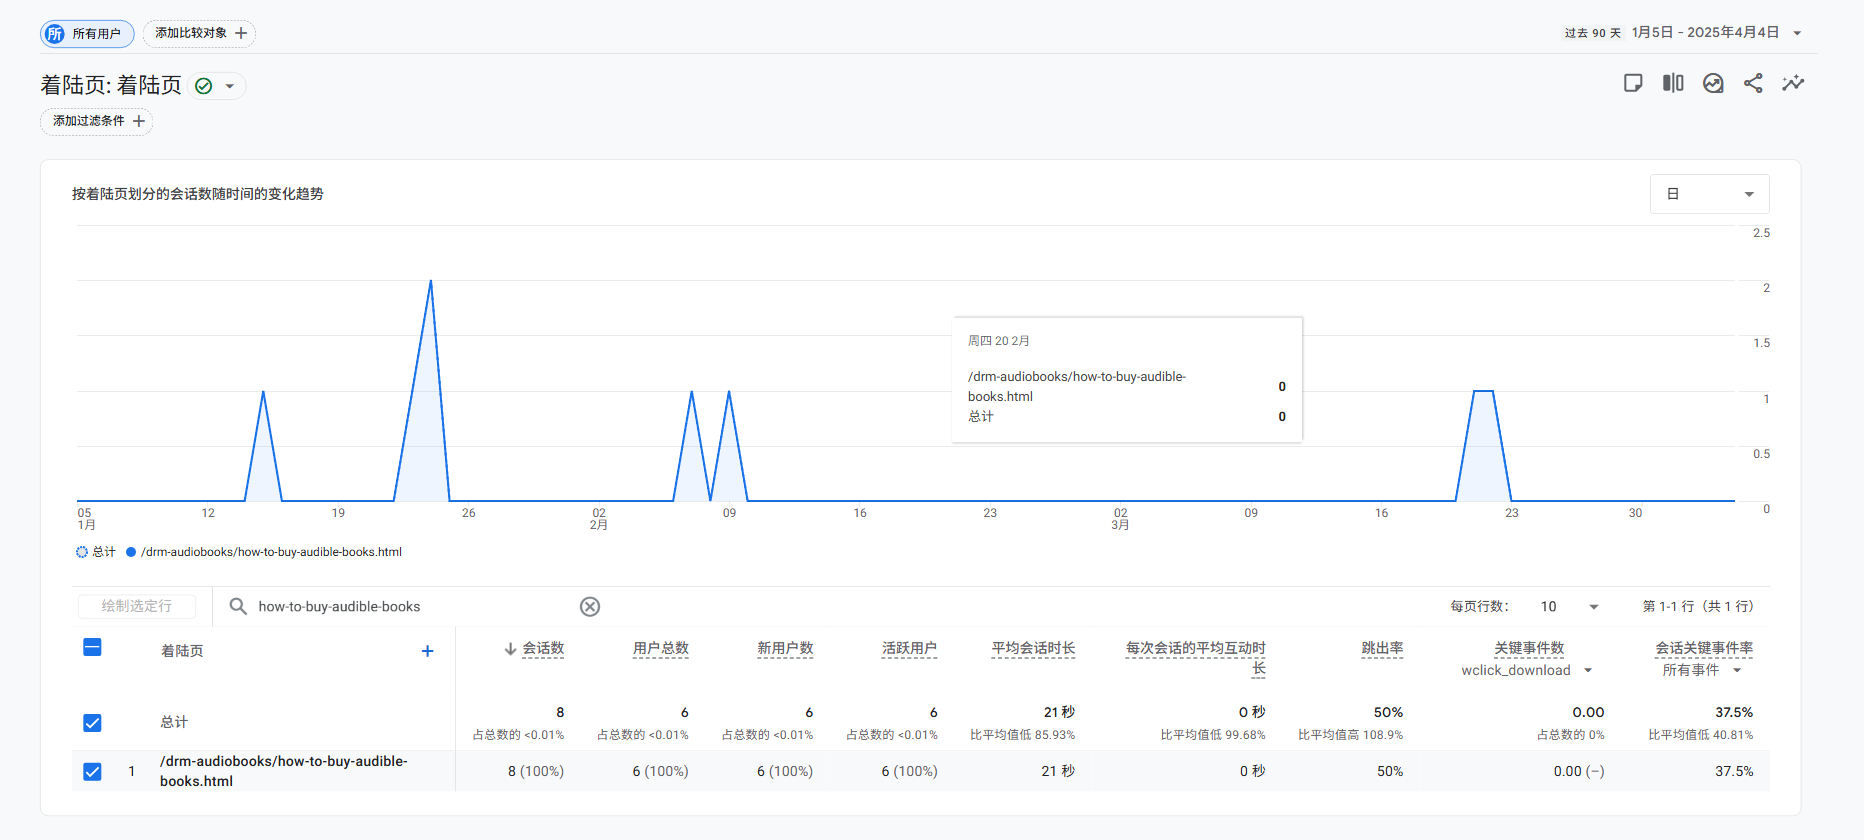 所 所有用户 添加比较对象 过去 90 天 1月5日 - 2025年4月4日
着陆页: 着陆页
添加过滤条件
按着陆页划分的会话数随时间的变化趋势
日
2.5
2
1.5
1
0.5
0
周四 20 2月
/drm-audiobooks/how-to-buy-audible-
books.html
0
总计 0
05 12 19 26 02 09 16 23 02 09 16 23 30
1月 2月 3月
总计 /drm-audiobooks/how-to-buy-audible-books.html
绘制选定行 how-to-buy-audible-books 每页行数: 10 第 1-1 行（共 1 行）
着陆页 会话数 用户总数 新用户数 活跃用户 平均会话时长 每次会话的平均互动时
长
跳出率 关键事件数 会话关键事件率
wclick_download 所有事件
总计 8 6 6 6 21 秒 0 秒 50% 0.00 37.5%
占总数的 <0.01% 占总数的 <0.01% 占总数的 <0.01% 占总数的 <0.01% 比平均值低 85.93% 比平均值低 99.68% 比平均值高 108.9% 占总数的 0% 比平均值低 40.81%
1 /drm-audiobooks/how-to-buy-audible-
books.html
8 (100%) 6 (100%) 6 (100%) 6 (100%) 21 秒 0 秒 50% 0.00 (–) 37.5%